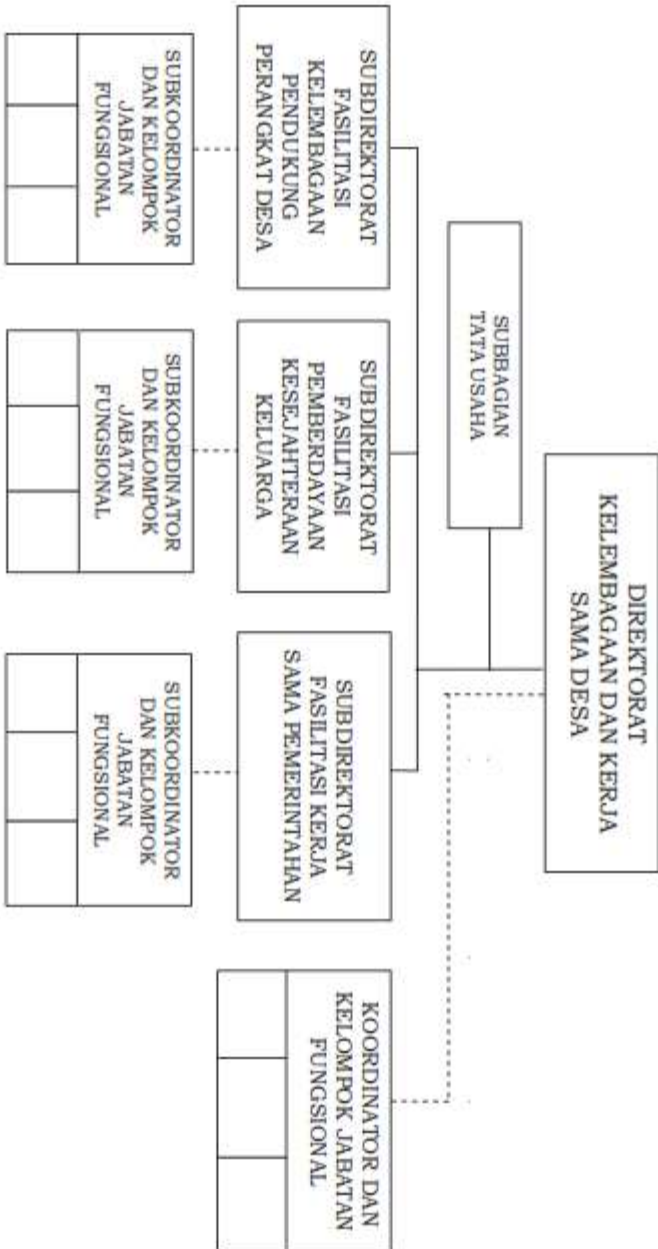 DIREKTORAT
KELEMBAGAAN DAN KERJA
SAMA DESA
SUBBAGIAN
TATA USAHA
SUBDIREKTORAT
FASILITASI
KELEMBAGAAN
PENDUKUNG
PERANGKAT DESA
SUBDIREKTORAT
FASILITASI
PEMBERDAYAAN
KESEJAHTERAAN
KELUARGA
SUBDIREKTORAT
FASILITASI KERJA
SAMA PEMERINTAHAN
KOORDINATOR DAN
KELOMPOK JABATAN
FUNGSIONAL
SUBKOORDINATOR
DAN KELOMPOK
JABATAN
FUNGSIONAL
SUBKOORDINATOR
DAN KELOMPOK
JABATAN
FUNGSIONAL
SUBKOORDINATOR
DAN KELOMPOK
JABATAN
FUNGSIONAL